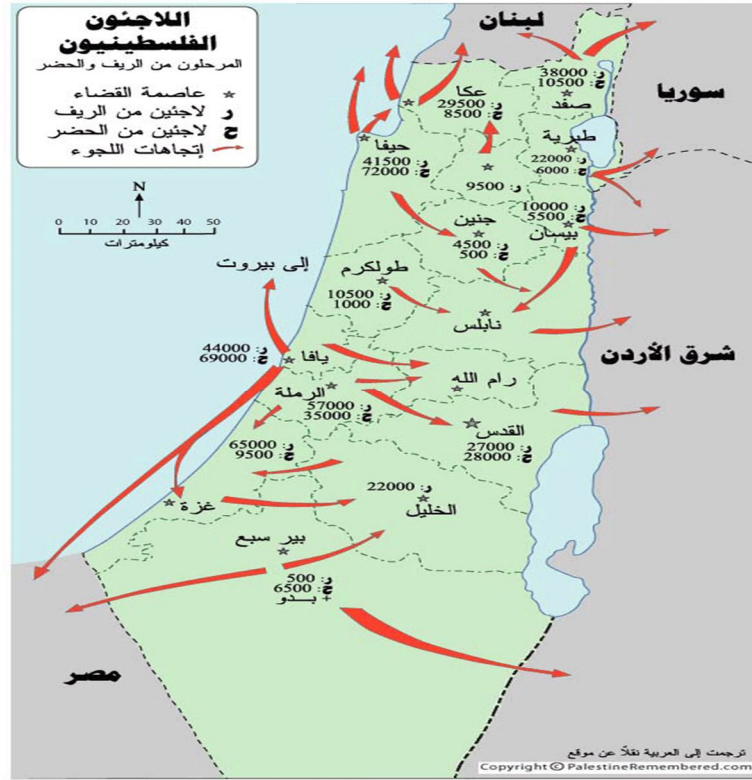 اللاجئون
الفلسطينيون
المرحلون من الريف والحضر
عاصمة القضاء
ر لاجئين من الريف
ح لاجئين من الحضر
إتجاهات اللجوء
N
0 10 20 30 40 50
كيلومترات
لبنان
سوريا
شرق الأردن
مصر
إلى بيروت
ر: 38000
ح: 10500
صفد
عكا
ر: 29500
ح: 8500
حيفا
ر: 41500
ح: 72000
طبرية
ر: 22000
ح: 6000
ر: 9500
ر: 10000
ح: 5500
بيسان
جنين
ر: 4500
ح: 500
طولكرم
ر: 10500
ح: 1000
نابلس
ر: 44000
ح: 69000
يافا
رام الله
الرملة
ر: 57000
ح: 35000
القدس
ر: 27000
ح: 28000
ر: 65000
ح: 9500
غزة
ر: 22000
الخليل
بير سبع
ر: 500
ح: 6500
+ بـــدو
ترجمت إلى العربية نقلاً عن موقع
Copyright © PalestineRemembered.com